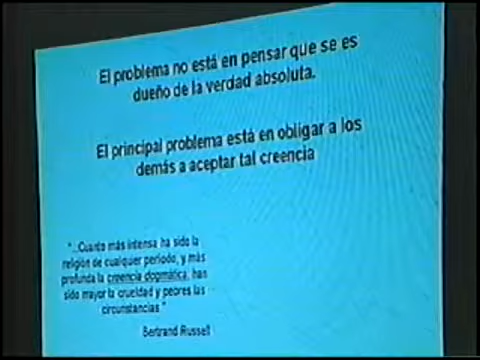 El problema no está en pensar que se es
dueño de la verdad absoluta.
El principal problema está en obligar a los
demás a aceptar tal creencia
"...Cuanto más intensa ha sido la
religión de cualquier período, y más
profunda la creencia dogmática, han
sido mayor la crueldad y peores las
circunstancias."
Bertrand Russell